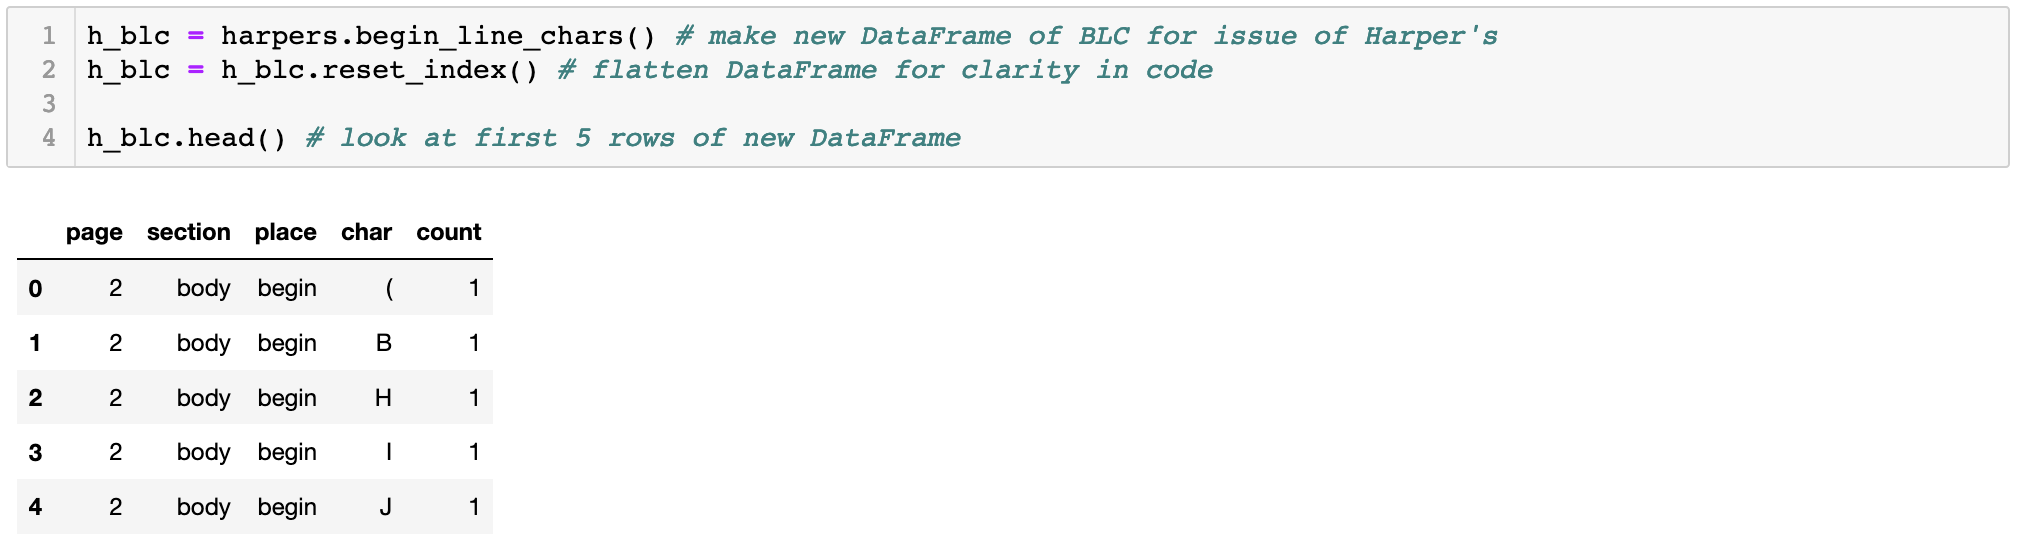 1 h_blc = harpers.begin_line_chars() # make new DataFrame of BLC for issue of Harper's
2 h_blc = h_blc.reset_index() # flatten DataFrame for clarity in code
3
4 h_blc.head() # look at first 5 rows of new DataFrame
page section place char count
0 2 body begin ( 1
1 2 body begin B 1
2 2 body begin H 1
3 2 body begin I 1
4 2 body begin J 1